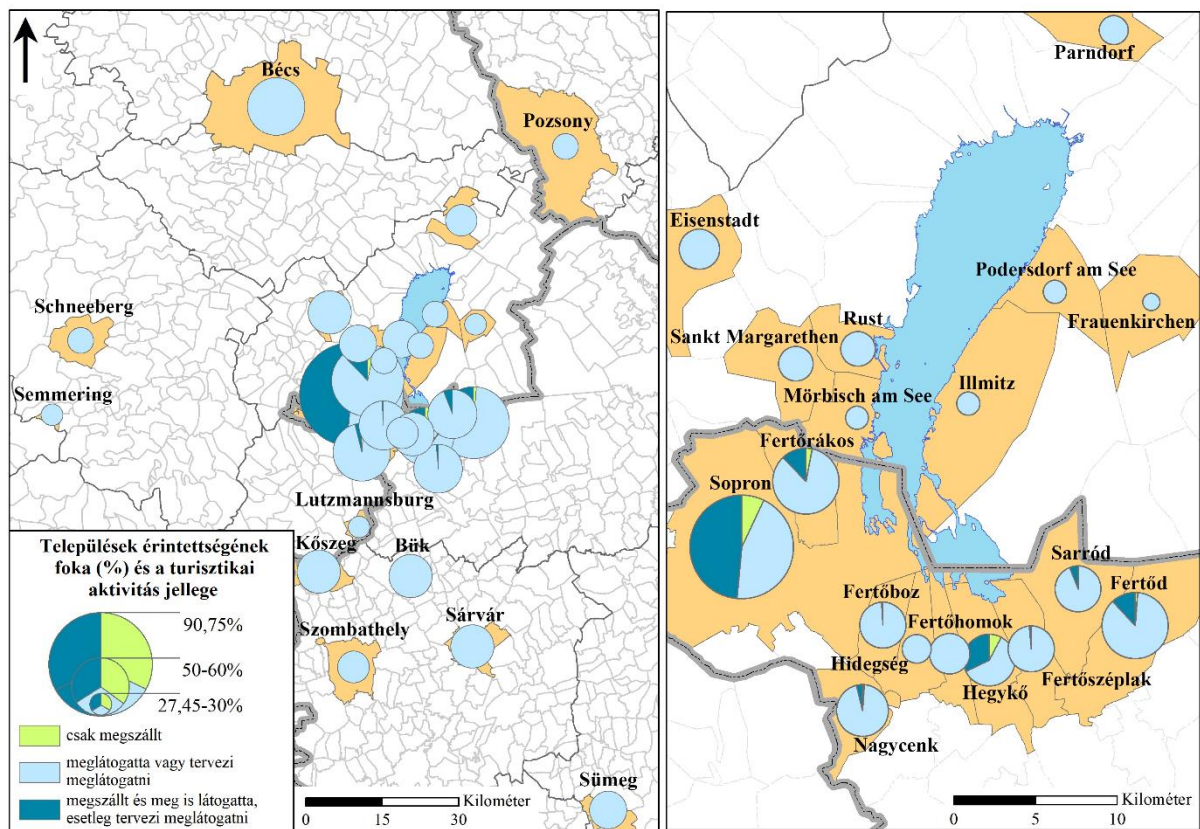 Bécs
Pozsony
Schneeberg
Semmering
Lutzmannsburg
Kőszeg
Bük
Szombathely
Sárvár
Sümeg
Települések érintettségének
foka (%) és a turisztikai
aktivitás jellege
90,75%
50-60%
27,45-30%
csak megszállt
meglátogatta vagy tervezi
meglátogatni
megszállt és meg is látogatta,
esetleg tervezi meglátogatni
Kilométer
0 15 30
Parndorf
Eisenstadt
Podersdorf am See
Frauenkirchen
Rust
Sankt Margarethen
Illmitz
Mörbisch am See
Fertőrákos
Sopron
Sarród
Fertőd
Fertőboz
Fertőhomok
Hidegség
Hegykő
Fertőszéplak
Nagycenk
Kilométer
0 5 10